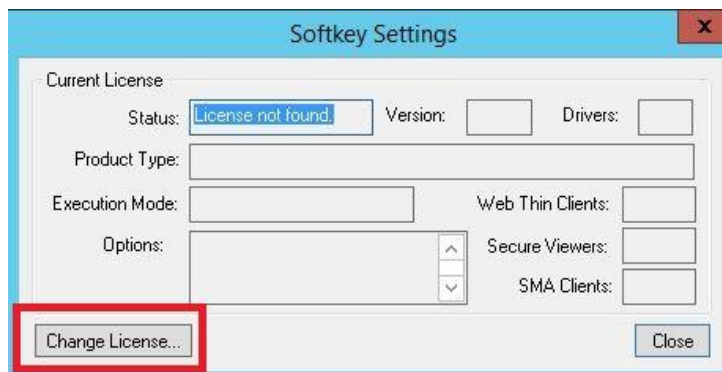 Softkey Settings
x
Current License
Status: License not found. Version: Drivers:
Product Type:
Execution Mode: Web Thin Clients:
Options: Secure Viewers:
SMA Clients:
Change License... Close